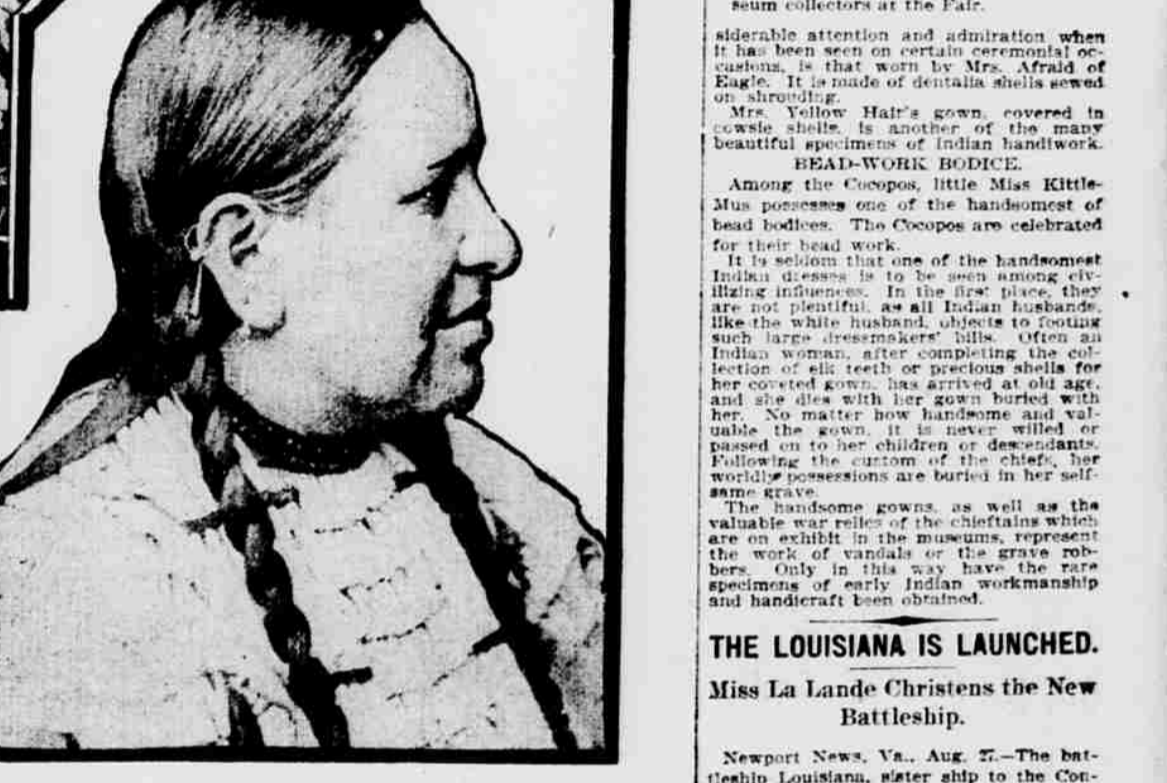 seum collectors at the Fair.
siderable attention and admiration when
it has been seen on certain ceremonial oc-
casions, is that worn by Mrs. Afraid of
Eagle. It is made of dentalia shells sewed
on shrouding.
Mrs. Yellow Hair's gown, covered in
cowsie shells, is another of the many
beautiful specimens of Indian handiwork.
BEAD-WORK BODICE.
Among the Cocopos, little Miss Kittle-
Mus possesses one of the handsomest of
bead bodices. The Cocopos are celebrated
for their bead work.
It is seldom that one of the handsomest
Indian dresses is to be seen among civ-
ilizing influences. In the first place, they
are not plentiful, as all Indian husbands,
like the white husband, objects to footing
such large dressmakers' bills. Often an
Indian woman, after completing the col-
lection of elk teeth or precious shells for
her coveted gown, has arrived at old age,
and she dies with her gown buried with
her. No matter how handsome and val-
uable the gown, it is never willed or
passed on to her children or descendants.
Following the custom of the chiefs, her
worldly possessions are buried in her self-
same grave.
The handsome gowns, as well as the
valuable war relics of the chieftains which
are on exhibit in the museums, represent
the work of vandals or the grave rob-
bers. Only in this way have the rare
specimens of early Indian workmanship
and handicraft been obtained.
THE LOUISIANA IS LAUNCHED.
Miss La Lande Christens the New
Battleship.
Newport News, Va., Aug. 27.—The bat-
tleship Louisiana, sister ship to the Con-